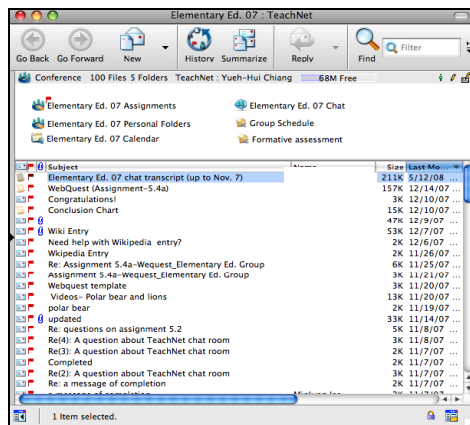 Elementary Ed. 07 : TeachNet
Go Back Go Forward New History Summarize Reply Find Filter
Conference 100 Files 5 Folders TeachNet : Yueh-Hui Chiang 68M Free
Elementary Ed. 07 Assignments Elementary Ed. 07 Chat
Elementary Ed. 07 Personal Folders Group Schedule
Elementary Ed. 07 Calendar Formative assessment
Subject Name Size Last Mo...
Elementary Ed. 07 chat transcript (up to Nov. 7) 211K 5/12/08 ...
WebQuest (Assignment-5.4a) 157K 12/14/07 ...
Congratulations! 3K 12/10/07 ...
Conclusion Chart 15K 12/10/07 ...
47K 12/9/07 ...
Wiki Entry 53K 12/7/07 ...
Need help with Wikipedia entry? 2K 12/6/07 ...
Wkipedia Entry 2K 11/26/07 ...
Re: Assignment 5.4a-Wequest_Elementary Ed. Group 6K 11/25/07 ...
Assignment 5.4a-Wequest_Elementary Ed. Group 3K 11/21/07 ...
Webquest template 3K 11/20/07 ...
Videos- Polar bear and lions 13K 11/20/07 ...
polar bear 2K 11/19/07 ...
updated 33K 11/14/07 ...
Re: questions on assignment 5.2 5K 11/8/07 ...
Re(4): A question about TeachNet chat room 3K 11/8/07 ...
Re(3): A question about TeachNet chat room 2K 11/7/07 ...
Completed 2K 11/7/07 ...
Re(2): A question about TeachNet chat room 3K 11/7/07 ...
Re: a message of completion 2K 11/7/07 ...
1 Item selected.